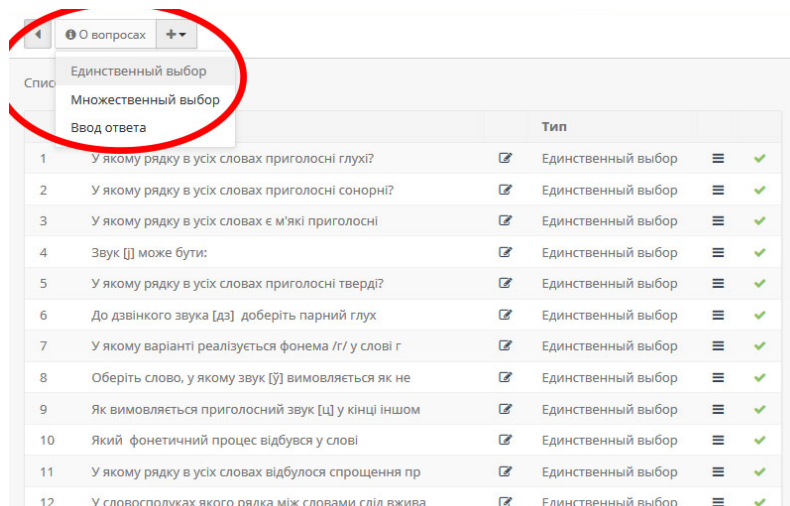 О вопросах
Единственный выбор
Спис
Множественный выбор
Ввод ответа
Тип
1 У якому рядку в усіх словах приголосні глухі? Единственный выбор
2 У якому рядку в усіх словах приголосні сонорні? Единственный выбор
3 У якому рядку в усіх словах є м'які приголосні Единственный выбор
4 Звук [j] може бути: Единственный выбор
5 У якому рядку в усіх словах приголосні тверді? Единственный выбор
6 До дзвінкого звука [дз] доберіть парний глух Единственный выбор
7 У якому варіанті реалізується фонема /г/ у слові г Единственный выбор
8 Оберіть слово, у якому звук [ў] вимовляється як не Единственный выбор
9 Як вимовляється приголосний звук [ц] у кінці іншом Единственный выбор
10 Який фонетичний процес відбувся у слові Единственный выбор
11 У якому рядку в усіх словах відбулося спрощення пр Единственный выбор
12 У словосполуках якого рядка між словами слід вжива Единственный выбор